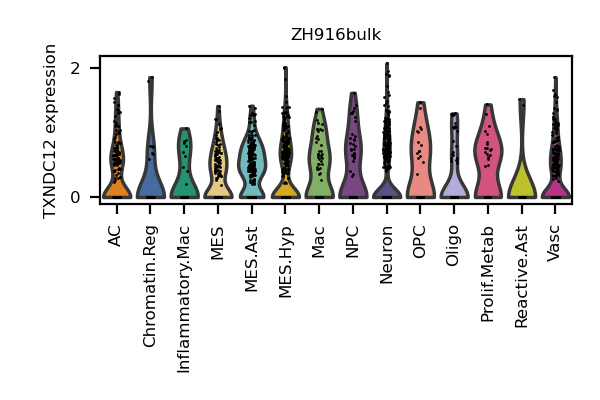 ZH916bulk
TXNDC12 expression
2
0
AC
Chromatin.Reg
Inflammatory.Mac
MES
MES.Ast
MES.Hyp
Mac
NPC
Neuron
OPC
Oligo
Prolif.Metab
Reactive.Ast
Vasc